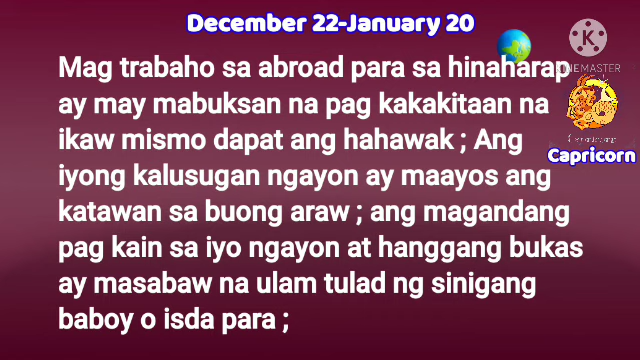 December 22-January 20
Mag trabaho sa abroad para sa hinaharap
ay may mabuksan na pag kakakitaan na
ikaw mismo dapat ang hahawak ; Ang
iyong kalusugan ngayon ay maayos ang
katawan sa buong araw ; ang magandang
pag kain sa iyo ngayon at hanggang bukas
ay masabaw na ulam tulad ng sinigang
baboy o isda para ;
K
NEMASTER
Capricorn